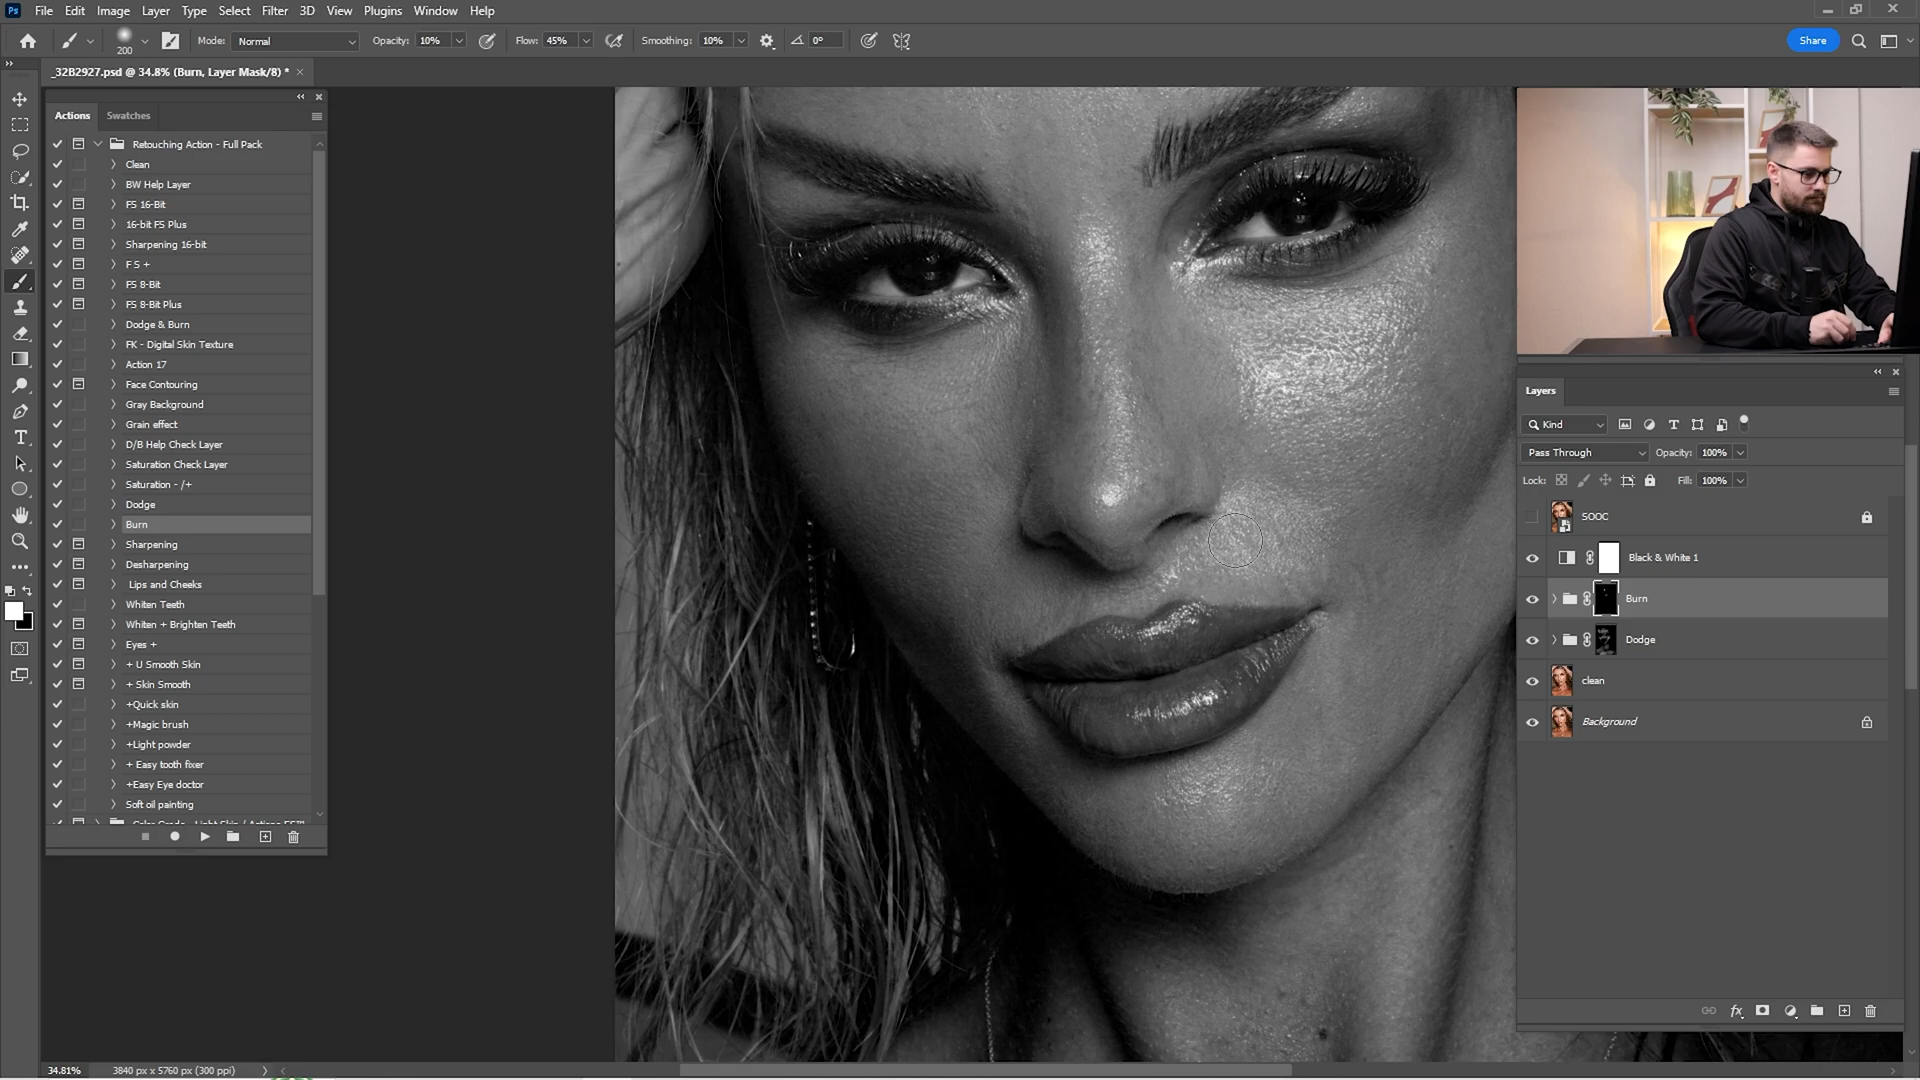 Ps File Edit Image Layer Type Select Filter 3D View Plugins Window Help
200 Mode: Normal Opacity: 10% Flow: 45% Smoothing: 10% 0° Share
_32B2927.psd @ 34.8% (Burn, Layer Mask/8) *
Actions Swatches
Retouching Action - Full Pack
Clean
BW Help Layer
FS 16-Bit
16-bit FS Plus
Sharpening 16-bit
F S +
FS 8-Bit
FS 8-Bit Plus
Dodge & Burn
FK - Digital Skin Texture
Action 17
Face Contouring
Gray Background
Grain effect
D/B Help Check Layer
Saturation Check Layer
Saturation - /+
Dodge
Burn
Sharpening
Desharpening
Lips and Cheeks
Whiten Teeth
Whiten + Brighten Teeth
Eyes +
+ U Smooth Skin
+ Skin Smooth
+Quick skin
+Magic brush
+Light powder
+ Easy tooth fixer
+Easy Eye doctor
Soft oil painting
Layers
Kind
Pass Through Opacity: 100%
Lock: Fill: 100%
SOOC
Black & White 1
Burn
Dodge
clean
Background
fx
34.81% 3840 px x 5760 px (300 ppi)